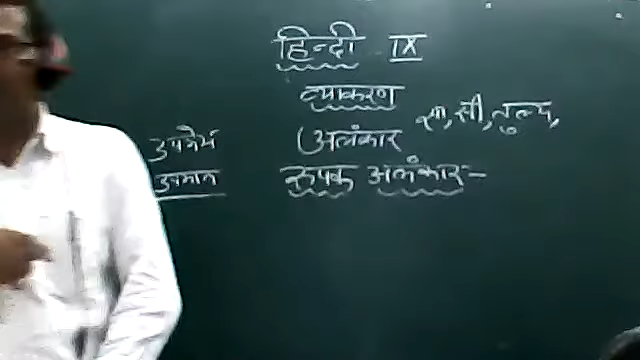 हिन्दी IX
व्याकरण
(अलंकार
सा, सी, तुल्य,
उपमेय
उपमान
रूपक अलंकार:-